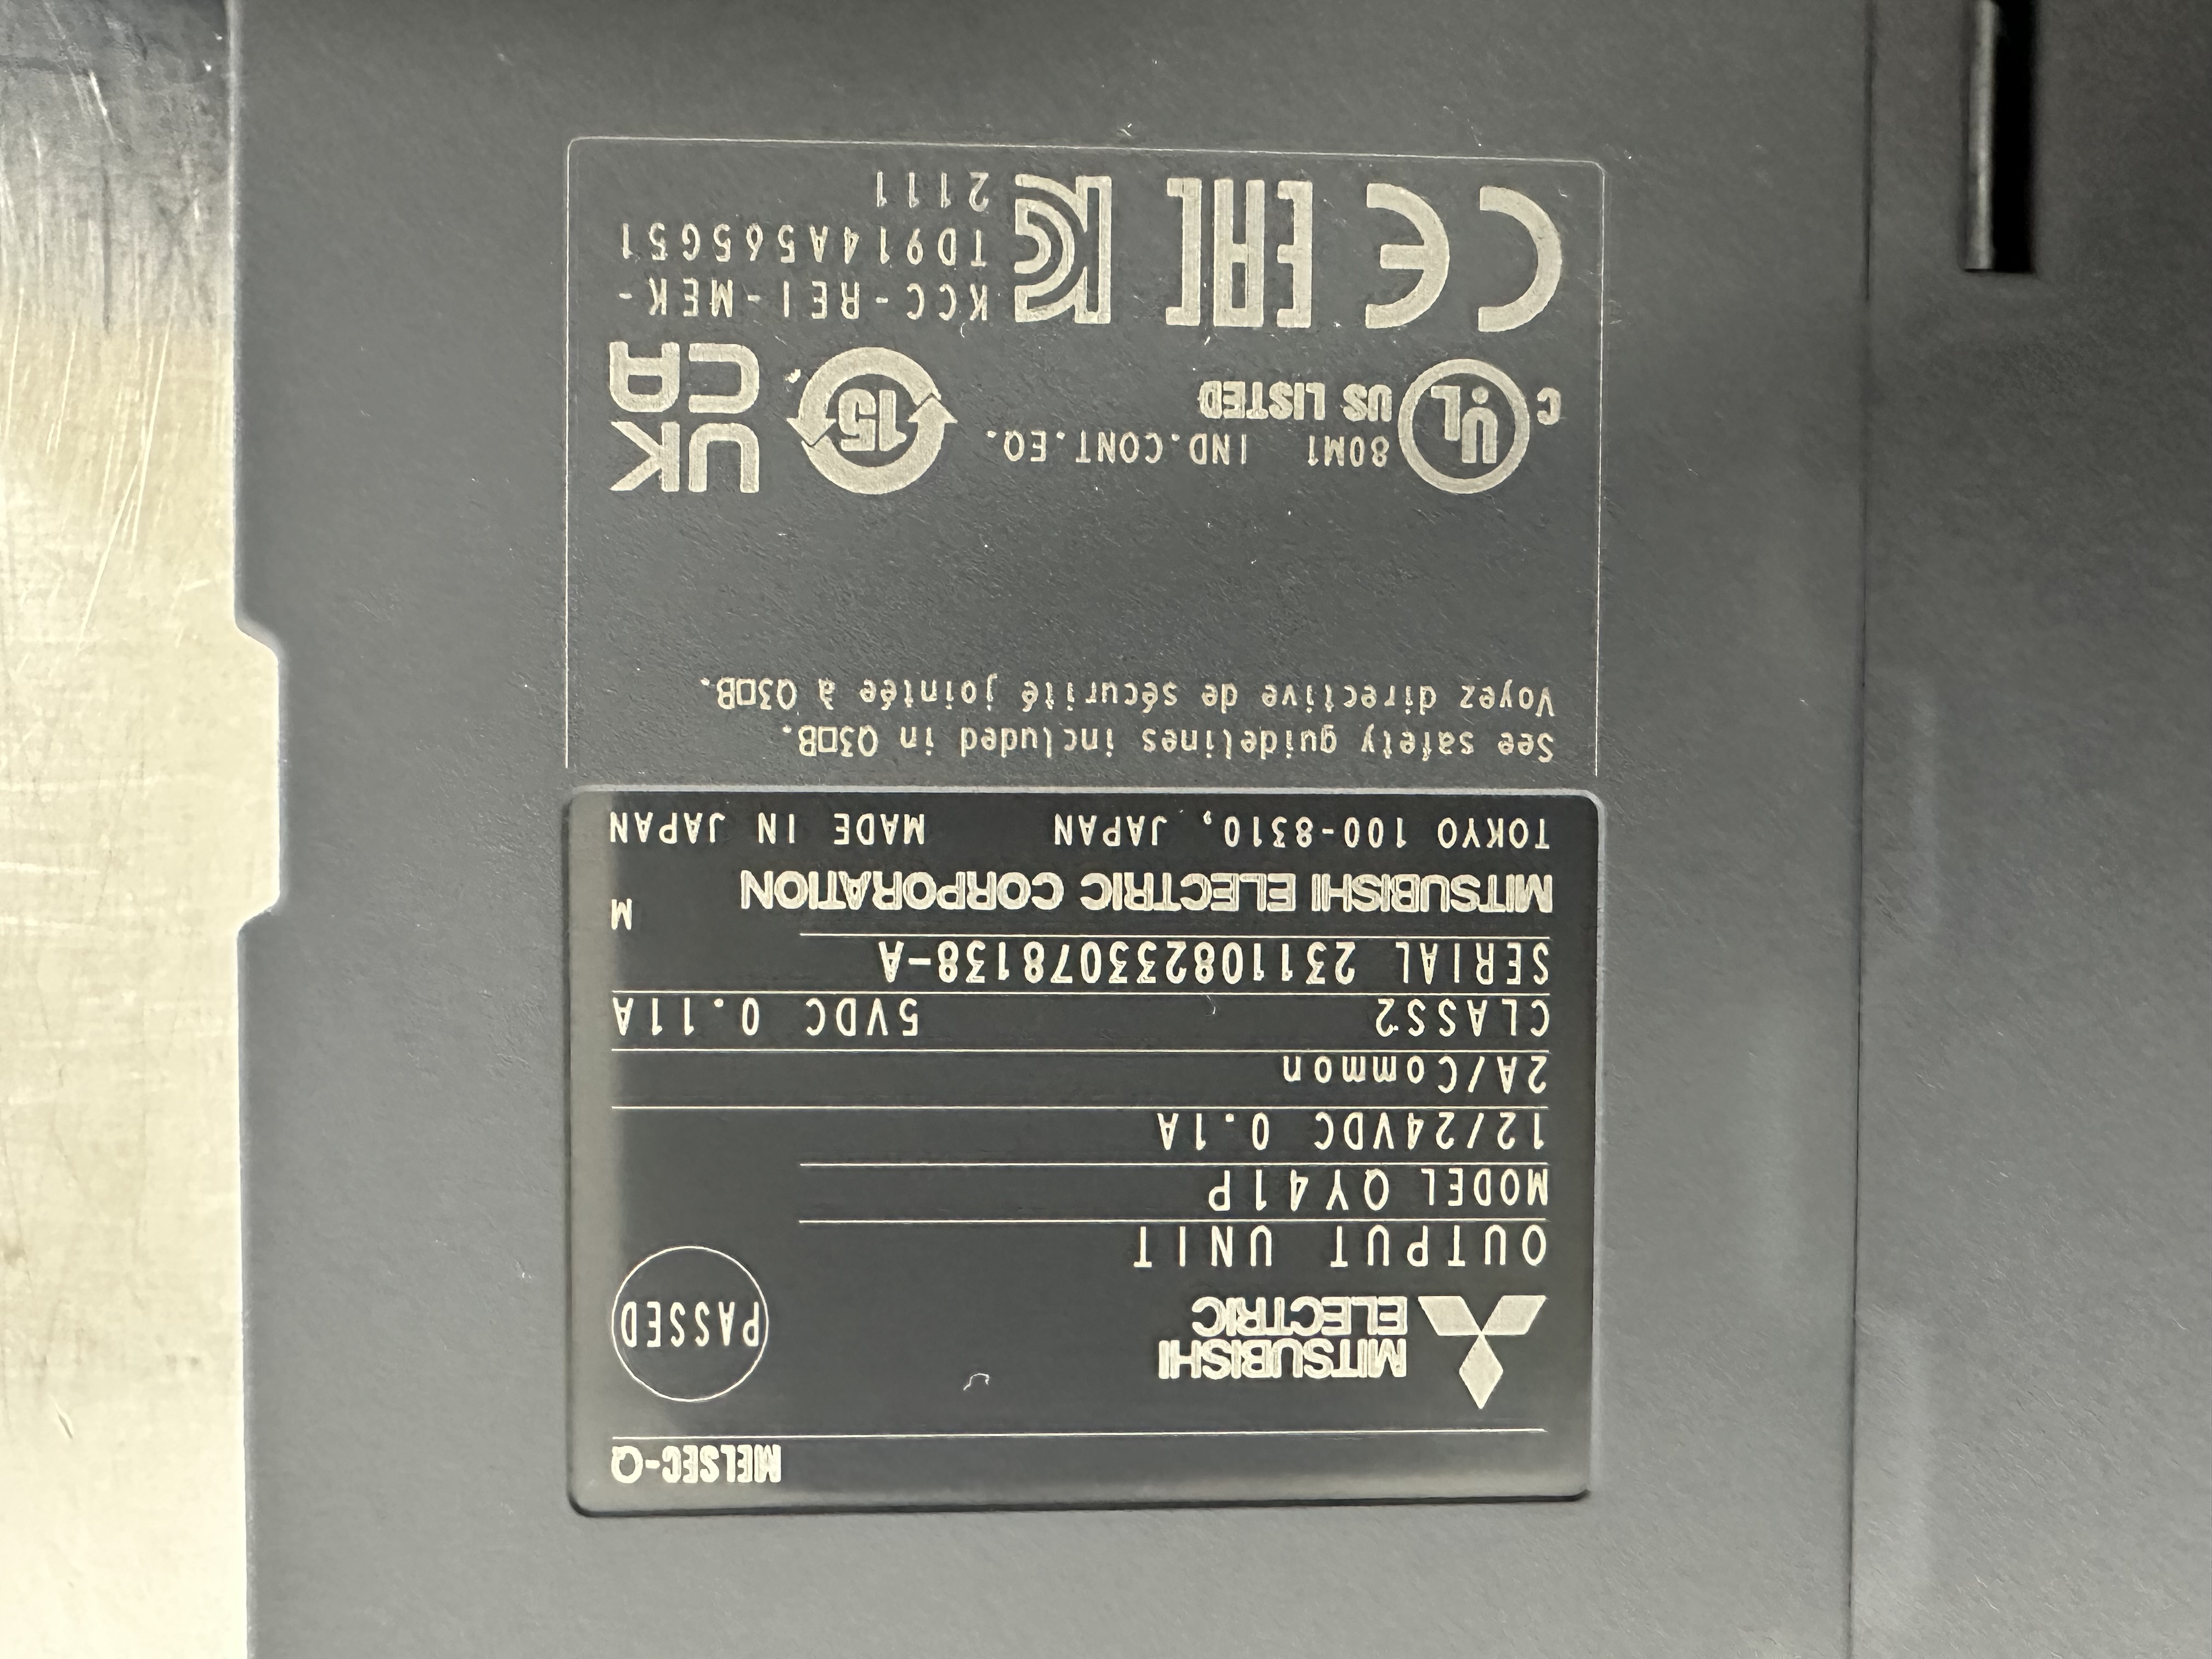 MELSEC-Q
MITSUBISHI
ELECTRIC
PASSED
OUTPUT UNIT
MODEL QY41P
12/24VDC 0.1A
2A/Common
CLASS2 5VDC 0.11A
SERIAL 231108233078138-A
M
MITSUBISHI ELECTRIC CORPORATION
TOKYO 100-8310, JAPAN MADE IN JAPAN
See safety guidelines included in Q3□B.
Voyez directive de sécurité jointée à Q3□B.
C UL US LISTED
80M1 IND.CONT.EQ.
15
UK
CA
CE EAC
KCC-REI-MEK-
TD914A565G51
2111